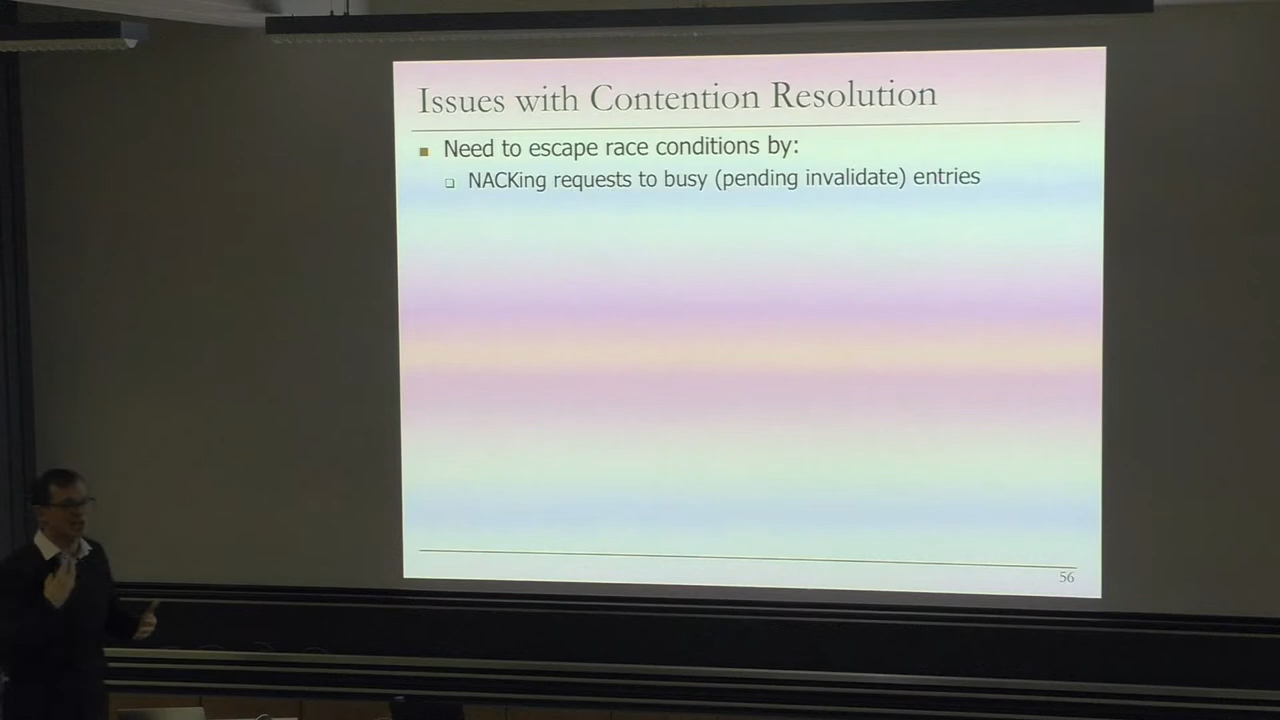 Issues with Contention Resolution
Need to escape race conditions by:
NACKing requests to busy (pending invalidate) entries
56